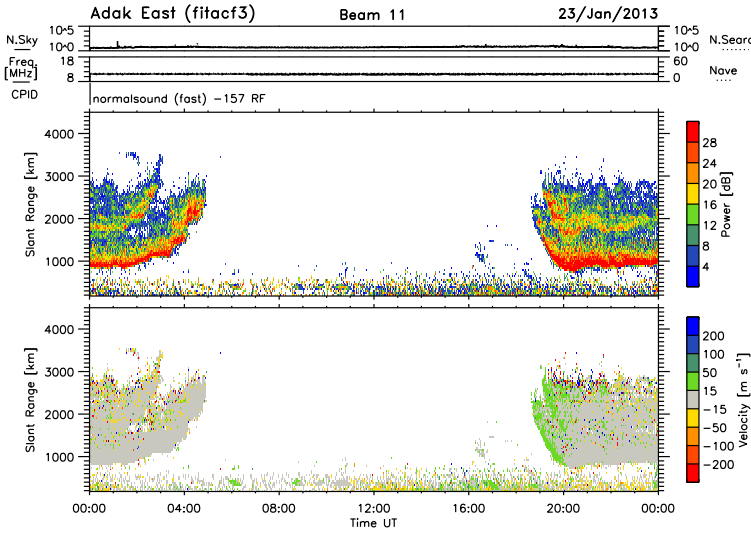 Adak East (fitacf3) Beam 11 23/Jan/2013
N.Sky 10^5 10^0 10^5 10^0 N.Sear
Freq. [MHz] 18 8 60 0 Nave
CPID normalsound (fast) -157 RF
Slant Range [km] 4000 3000 2000 1000
Power [dB] 28 24 20 16 12 8 4
Slant Range [km] 4000 3000 2000 1000
Velocity [m s⁻¹] 200 100 50 15 -15 -50 -100 -200
00:00 04:00 08:00 12:00 16:00 20:00 00:00
Time UT